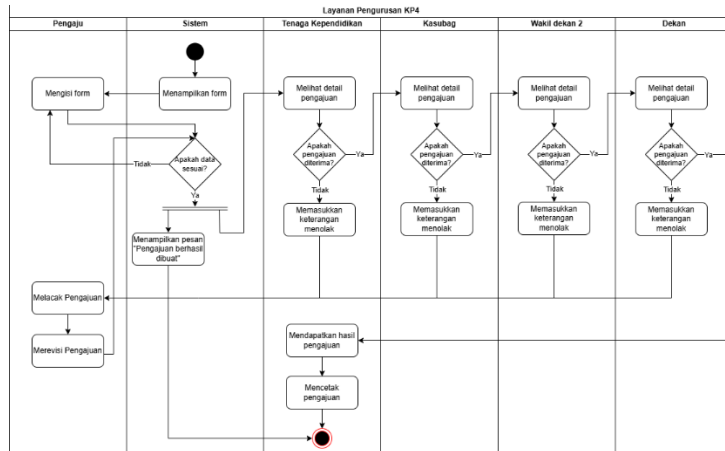 Layanan Pengurusan KP4
Pengaju
Sistem
Tenaga Kependidikan
Kasubag
Wakil dekan 2
Dekan
Mengisi form
Menampilkan form
Melihat detail
pengajuan
Melihat detail
pengajuan
Melihat detail
pengajuan
Melihat detail
pengajuan
Tidak
Apakah data
sesuai?
Ya
Apakah
pengajuan
diterima?
Ya
Apakah
pengajuan
diterima?
Ya
Apakah
pengajuan
diterima?
Ya
Apakah
pengajuan
diterima?
Ya
Tidak
Tidak
Tidak
Tidak
Memasukkan
keterangan
menolak
Memasukkan
keterangan
menolak
Memasukkan
keterangan
menolak
Memasukkan
keterangan
menolak
Menampilkan pesan
"Pengajuan berhasil
dibuat"
Melacak Pengajuan
Merevisi Pengajuan
Mendapatkan hasil
pengajuan
Mencetak
pengajuan